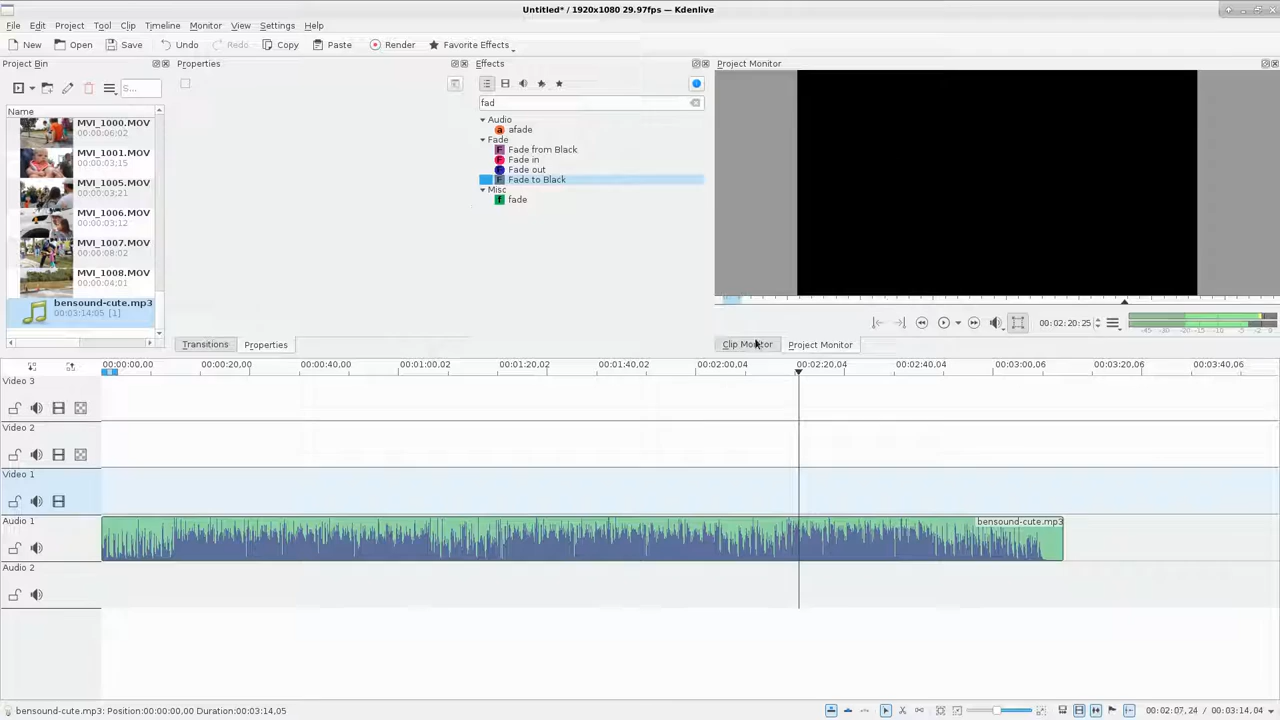 Untitled* / 1920x1080 29.97fps — Kdenlive
File Edit Project Tool Clip Timeline Monitor View Settings Help
New Open Save Undo Redo Copy Paste Render Favorite Effects
Project Bin Properties Effects Project Monitor
S...
fad
Name
MVI_1000.MOV
00:00:06;02
MVI_1001.MOV
00:00:03;15
MVI_1005.MOV
00:00:03;21
MVI_1006.MOV
00:00:03;12
MVI_1007.MOV
00:00:08;02
MVI_1008.MOV
00:00:04;01
bensound-cute.mp3
00:03:14:05 [1]
Audio
afade
Fade
Fade from Black
Fade in
Fade out
Fade to Black
Misc
fade
00:02:20:25
-45 -30 -20 -15 -10 -5 -2 0
Transitions Properties Clip Monitor Project Monitor
00:00:00,00 00:00:20,00 00:00:40,00 00:01:00,02 00:01:20,02 00:01:40,02 00:02:00,04 00:02:20,04 00:02:40,04 00:03:00,06 00:03:20,06 00:03:40,06
Video 3
Video 2
Video 1
Audio 1
bensound-cute.mp3
Audio 2
bensound-cute.mp3: Position:00:00:00,00 Duration:00:03:14,05
00:02:07,24 / 00:03:14,04